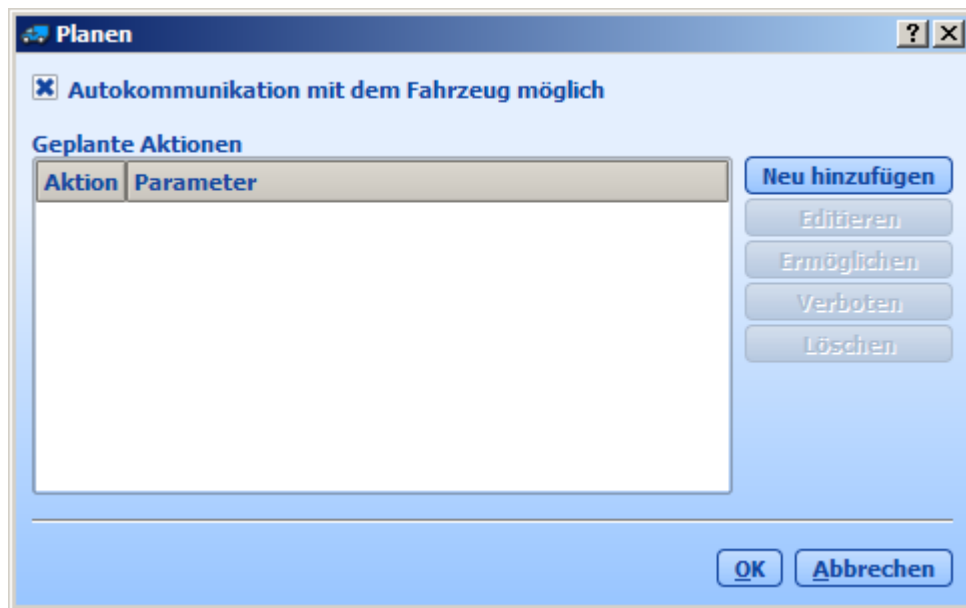 Planen
Autokommunikation mit dem Fahrzeug möglich
Geplante Aktionen
Aktion Parameter
Neu hinzufügen
Editieren
Ermöglichen
Verboten
Löschen
OK Abbrechen